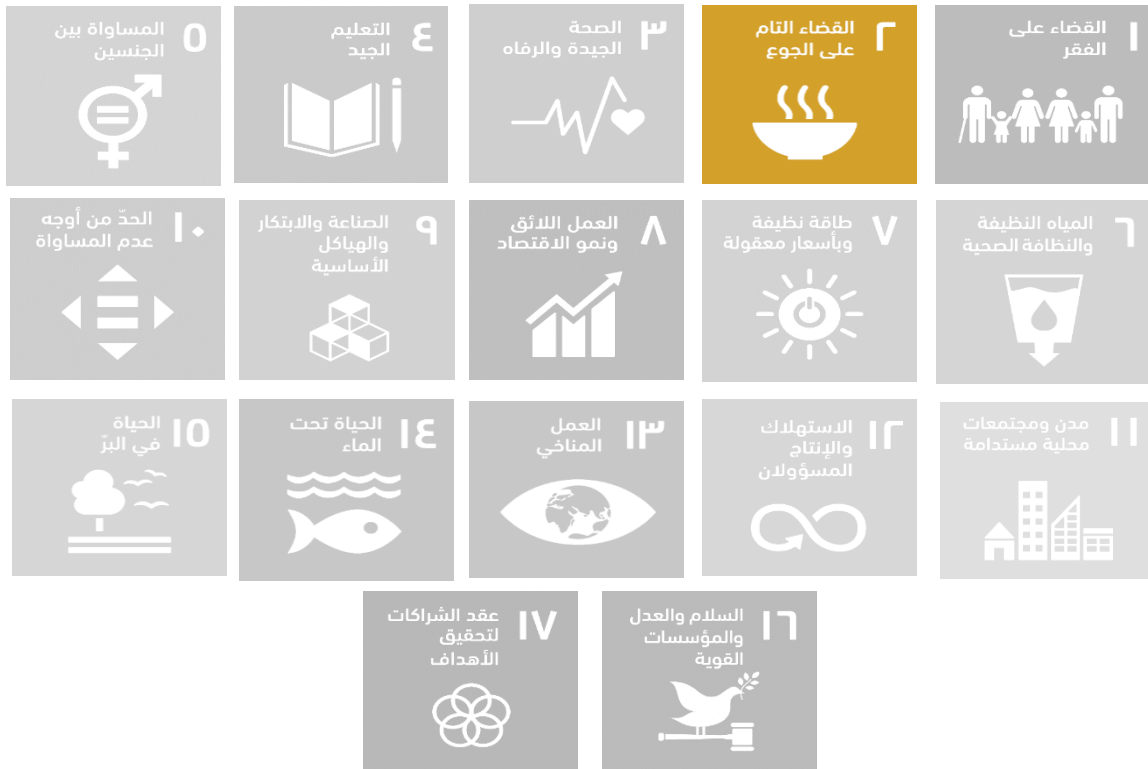 ١
القضاء على
الفقر
٢
القضاء التام
على الجوع
٣
الصحة
الجيدة والرفاه
٤
التعليم
الجيد
٥
المساواة بين
الجنسين
٦
المياه النظيفة
والنظافة الصحية
٧
طاقة نظيفة
وبأسعار معقولة
٨
العمل اللائق
ونمو الاقتصاد
٩
الصناعة والابتكار
والهياكل
الأساسية
١٠
الحدّ من أوجه
عدم المساواة
١١
مدن ومجتمعات
محلية مستدامة
١٢
الاستهلاك
والإنتاج
المسؤولان
١٣
العمل
المناخي
١٤
الحياة تحت
الماء
١٥
الحياة
في البرّ
١٦
السلام والعدل
والمؤسسات
القوية
١٧
عقد الشراكات
لتحقيق
الأهداف